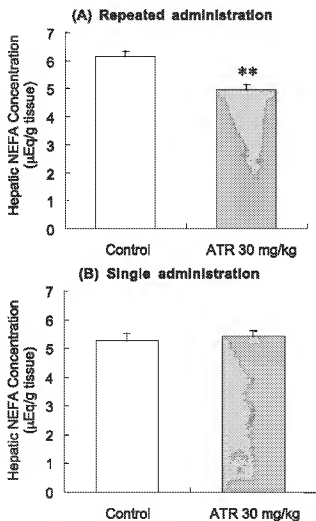 (A) Repeated administration
Hepatic NEFA Concentration
(μEq/g tissue)
7
6
5
4
3
2
1
0
**
Control
ATR 30 mg/kg
(B) Single administration
Hepatic NEFA Concentration
(μEq/g tissue)
7
6
5
4
3
2
1
0
Control
ATR 30 mg/kg